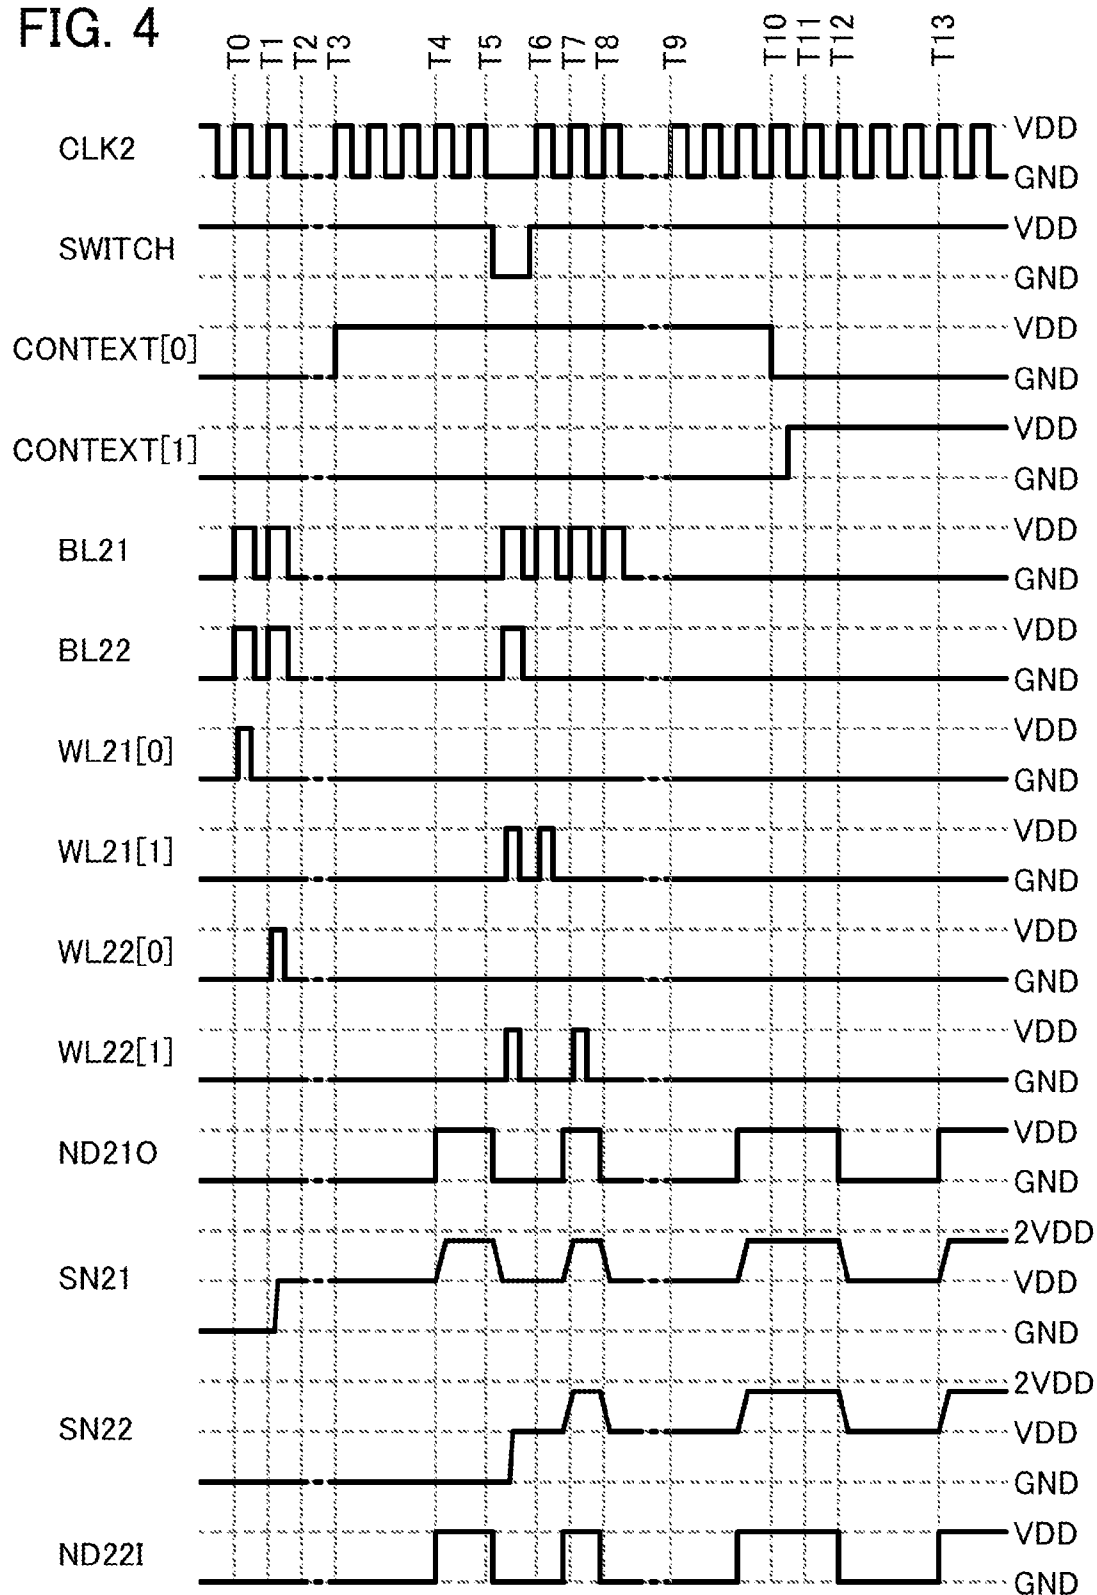 FIG. 4
T0 T1 T2 T3 T4 T5 T6 T7 T8 T9 T10 T11 T12 T13
CLK2 VDD
GND
SWITCH VDD
GND
CONTEXT[0] VDD
GND
CONTEXT[1] VDD
GND
BL21 VDD
GND
BL22 VDD
GND
WL21[0] VDD
GND
WL21[1] VDD
GND
WL22[0] VDD
GND
WL22[1] VDD
GND
ND21O VDD
GND
2VDD
SN21 VDD
GND
2VDD
SN22 VDD
GND
ND22I VDD
GND